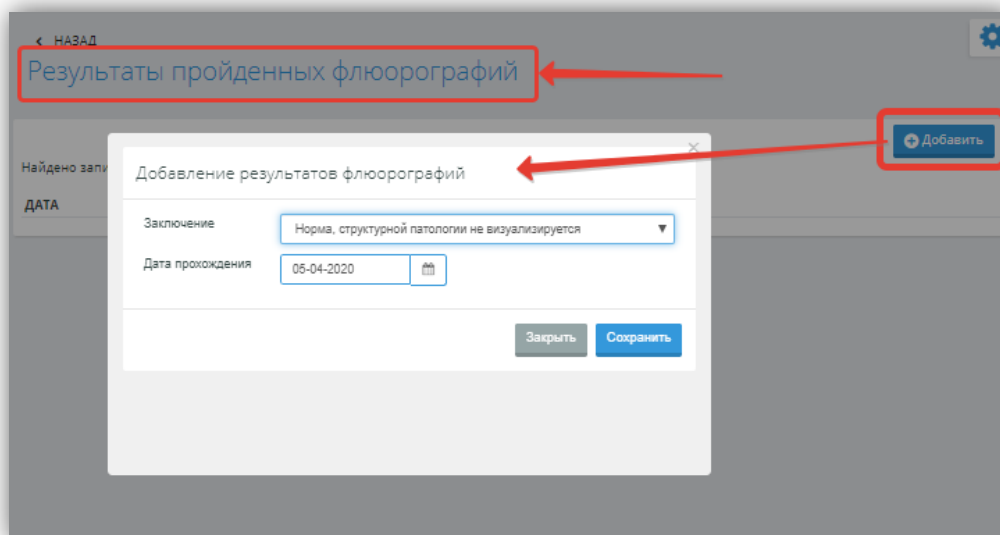 НАЗАД
Результаты пройденных флюорографий
Добавить
Найдено
ДАТА
Добавление результатов флюорографий
Заключение
Норма, структурной патологии не визуализируется
Дата прохождения
05-04-2020
Закрыть
Сохранить